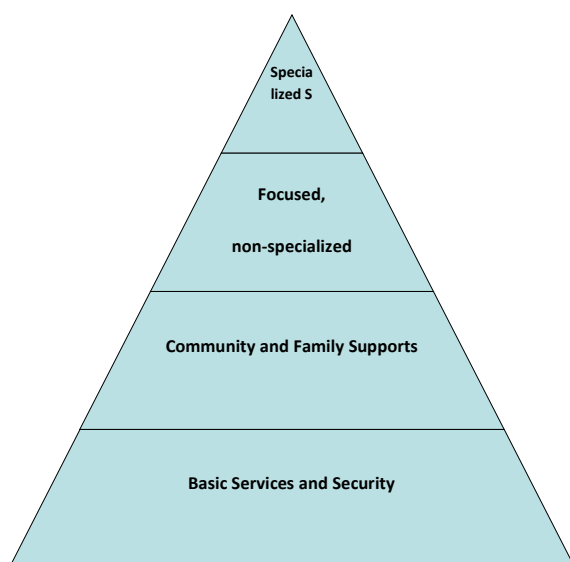 Specia
lized S
Focused,
non-specialized
Community and Family Supports
Basic Services and Security